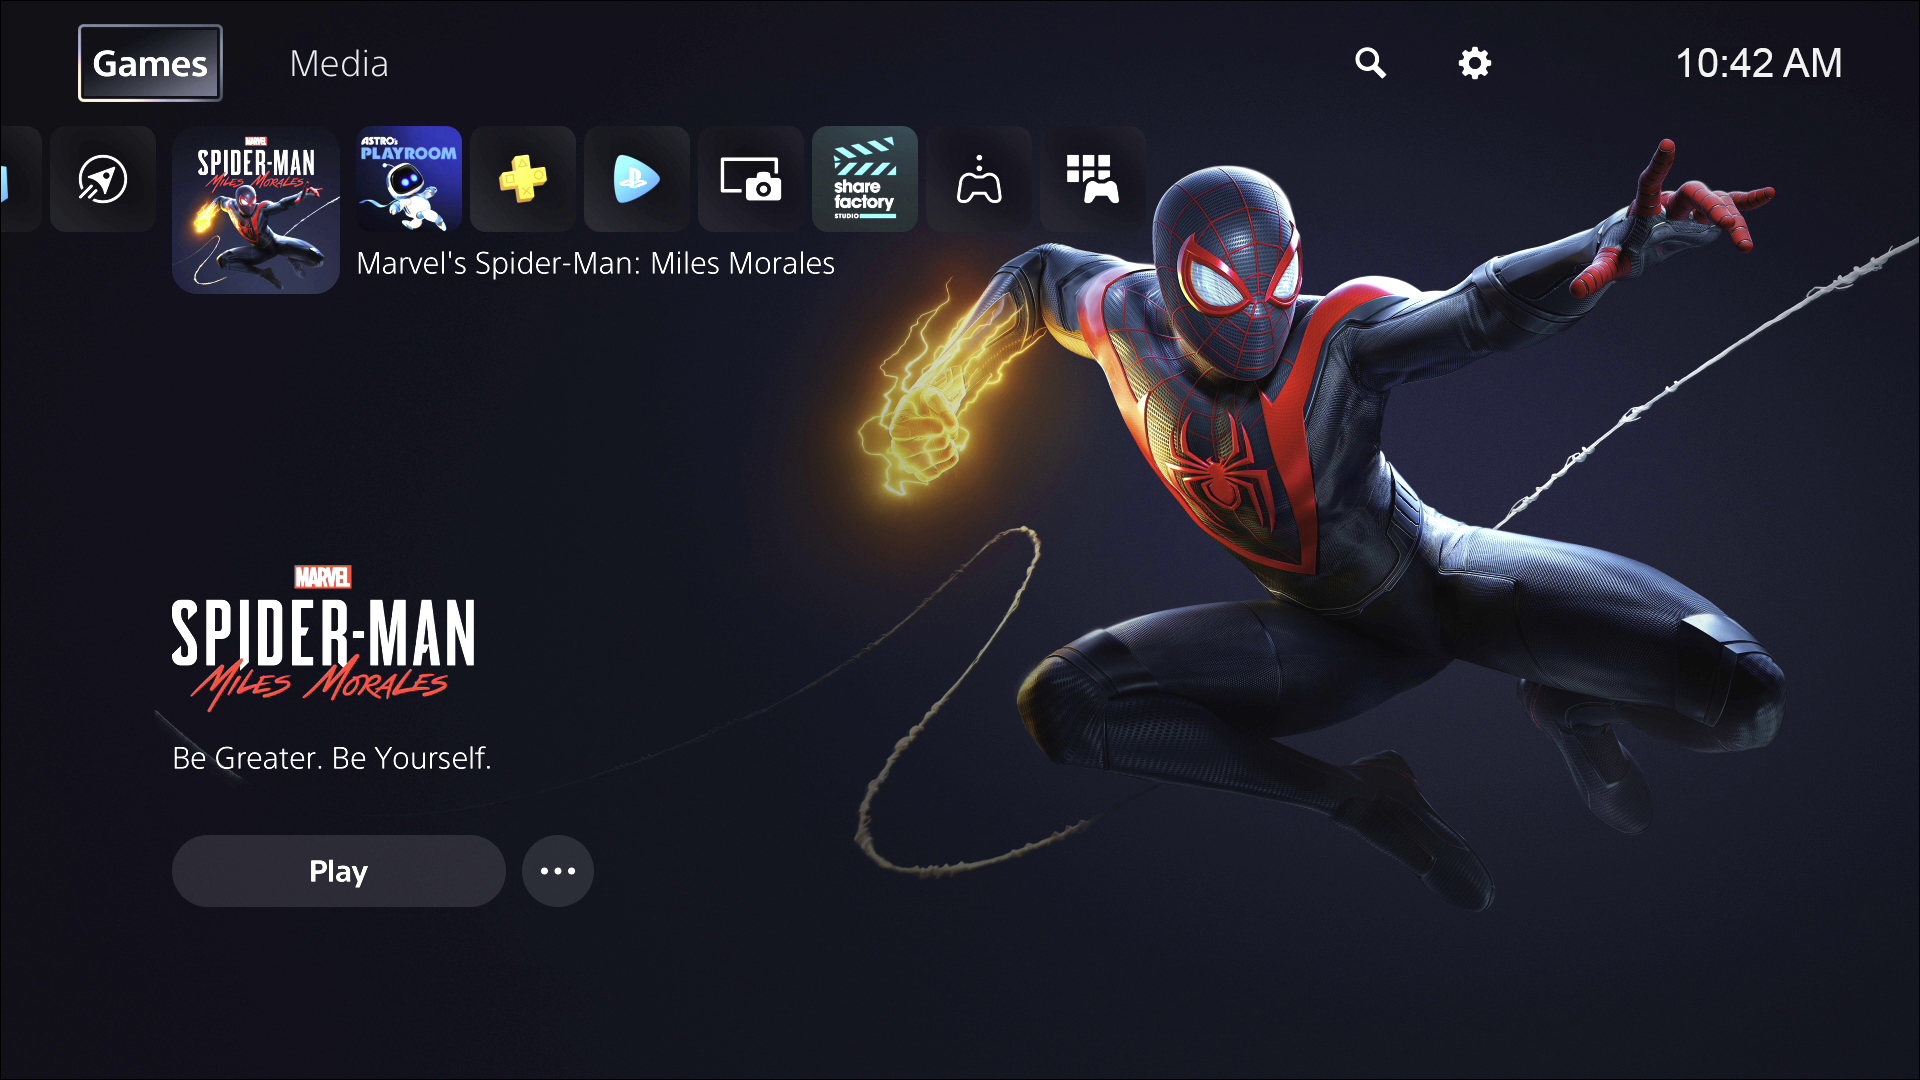 Games
Media
10:42 AM
MARVEL
SPIDER-MAN
MILES MORALES
ASTRO's
PLAYROOM
share
factory
STUDIO
Marvel's Spider-Man: Miles Morales
MARVEL
SPIDER-MAN
MILES MORALES
Be Greater. Be Yourself.
Play